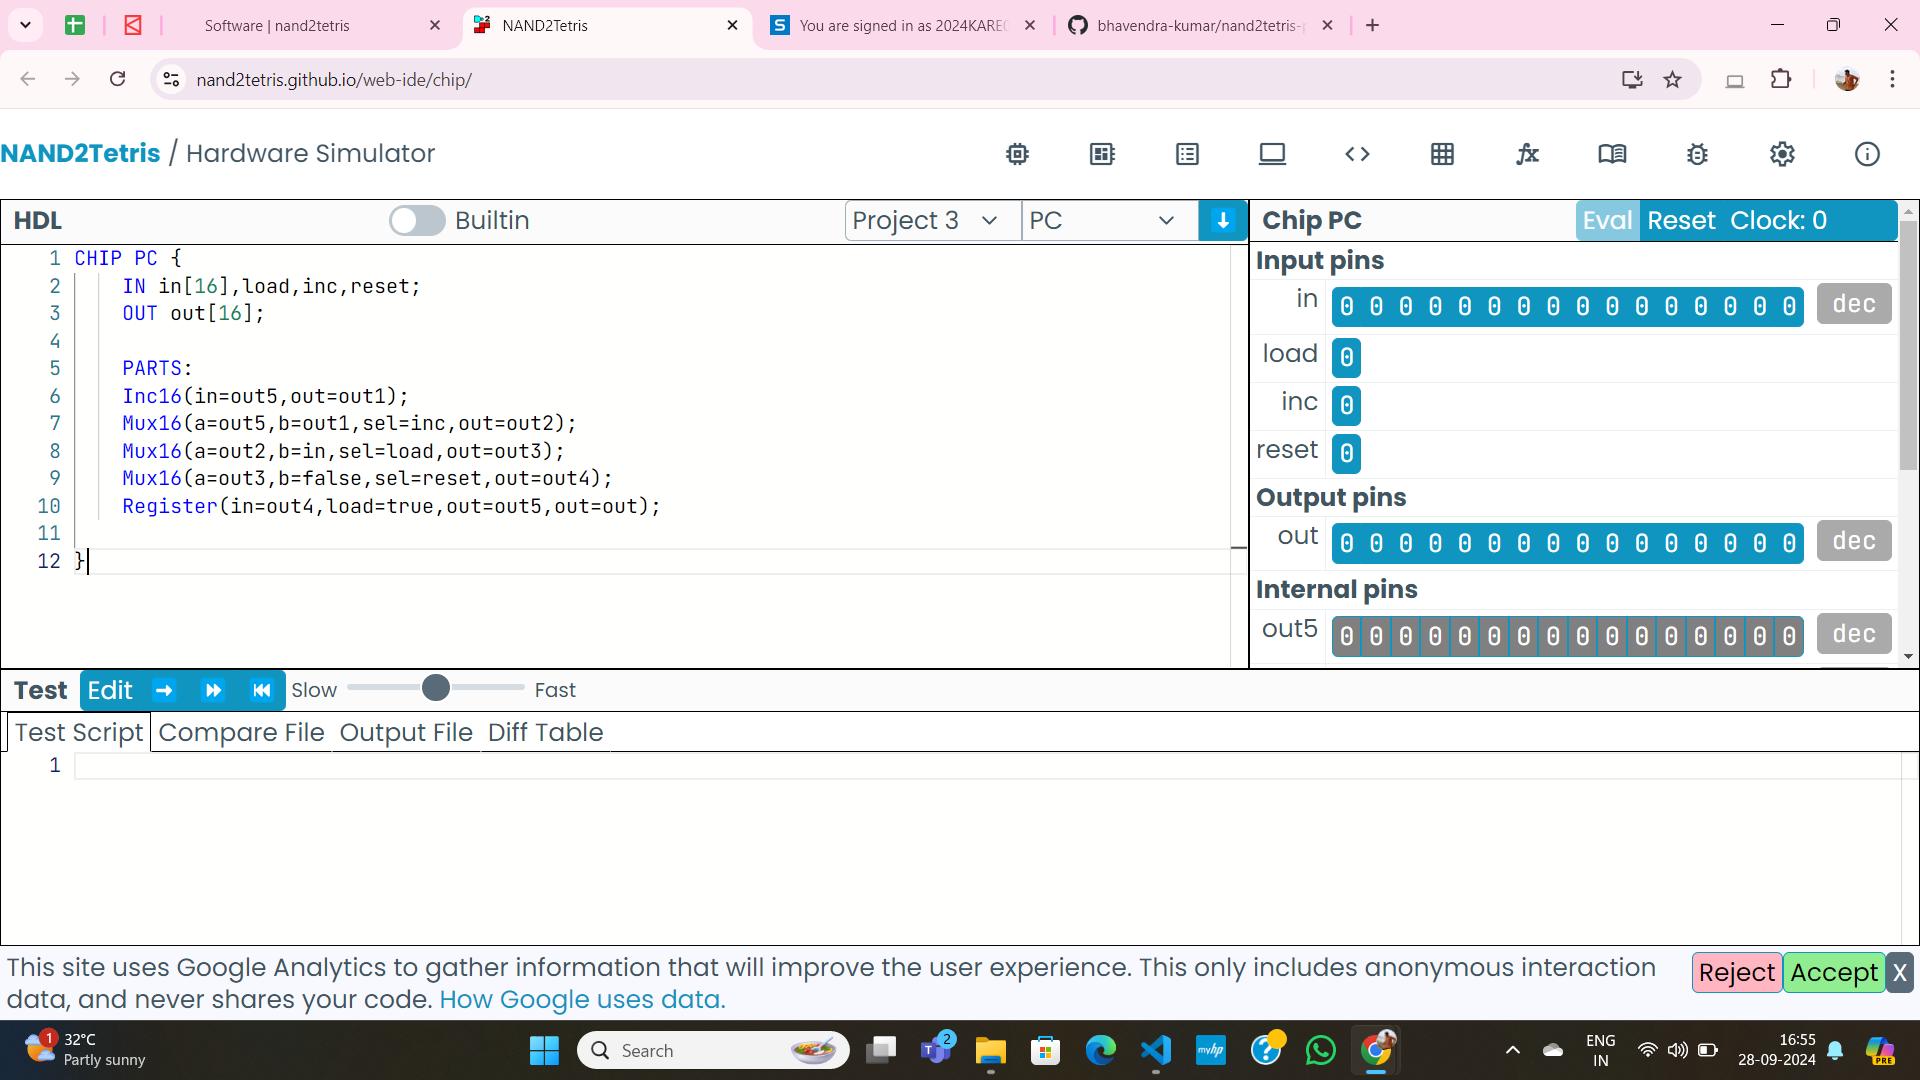 Software | nand2tetris
NAND2Tetris
You are signed in as 2024KARE
bhavendra-kumar/nand2tetris-p
nand2tetris.github.io/web-ide/chip/
NAND2Tetris / Hardware Simulator
HDL
Builtin
Project 3
PC
1 CHIP PC {
2 IN in[16],load,inc,reset;
3 OUT out[16];
4
5 PARTS:
6 Inc16(in=out5,out=out1);
7 Mux16(a=out5,b=out1,sel=inc,out=out2);
8 Mux16(a=out2,b=in,sel=load,out=out3);
9 Mux16(a=out3,b=false,sel=reset,out=out4);
10 Register(in=out4,load=true,out=out5,out=out);
11
12 }
Chip PC
Eval Reset Clock: 0
Input pins
in 0 0 0 0 0 0 0 0 0 0 0 0 0 0 0 0 dec
load 0
inc 0
reset 0
Output pins
out 0 0 0 0 0 0 0 0 0 0 0 0 0 0 0 0 dec
Internal pins
out5 0 0 0 0 0 0 0 0 0 0 0 0 0 0 0 0 dec
Test Edit Slow Fast
Test Script Compare File Output File Diff Table
1
This site uses Google Analytics to gather information that will improve the user experience. This only includes anonymous interaction
data, and never shares your code. How Google uses data.
Reject Accept X
1
32°C
Partly sunny
Search
2
myhp
ENG
IN
16:55
28-09-2024
PRE